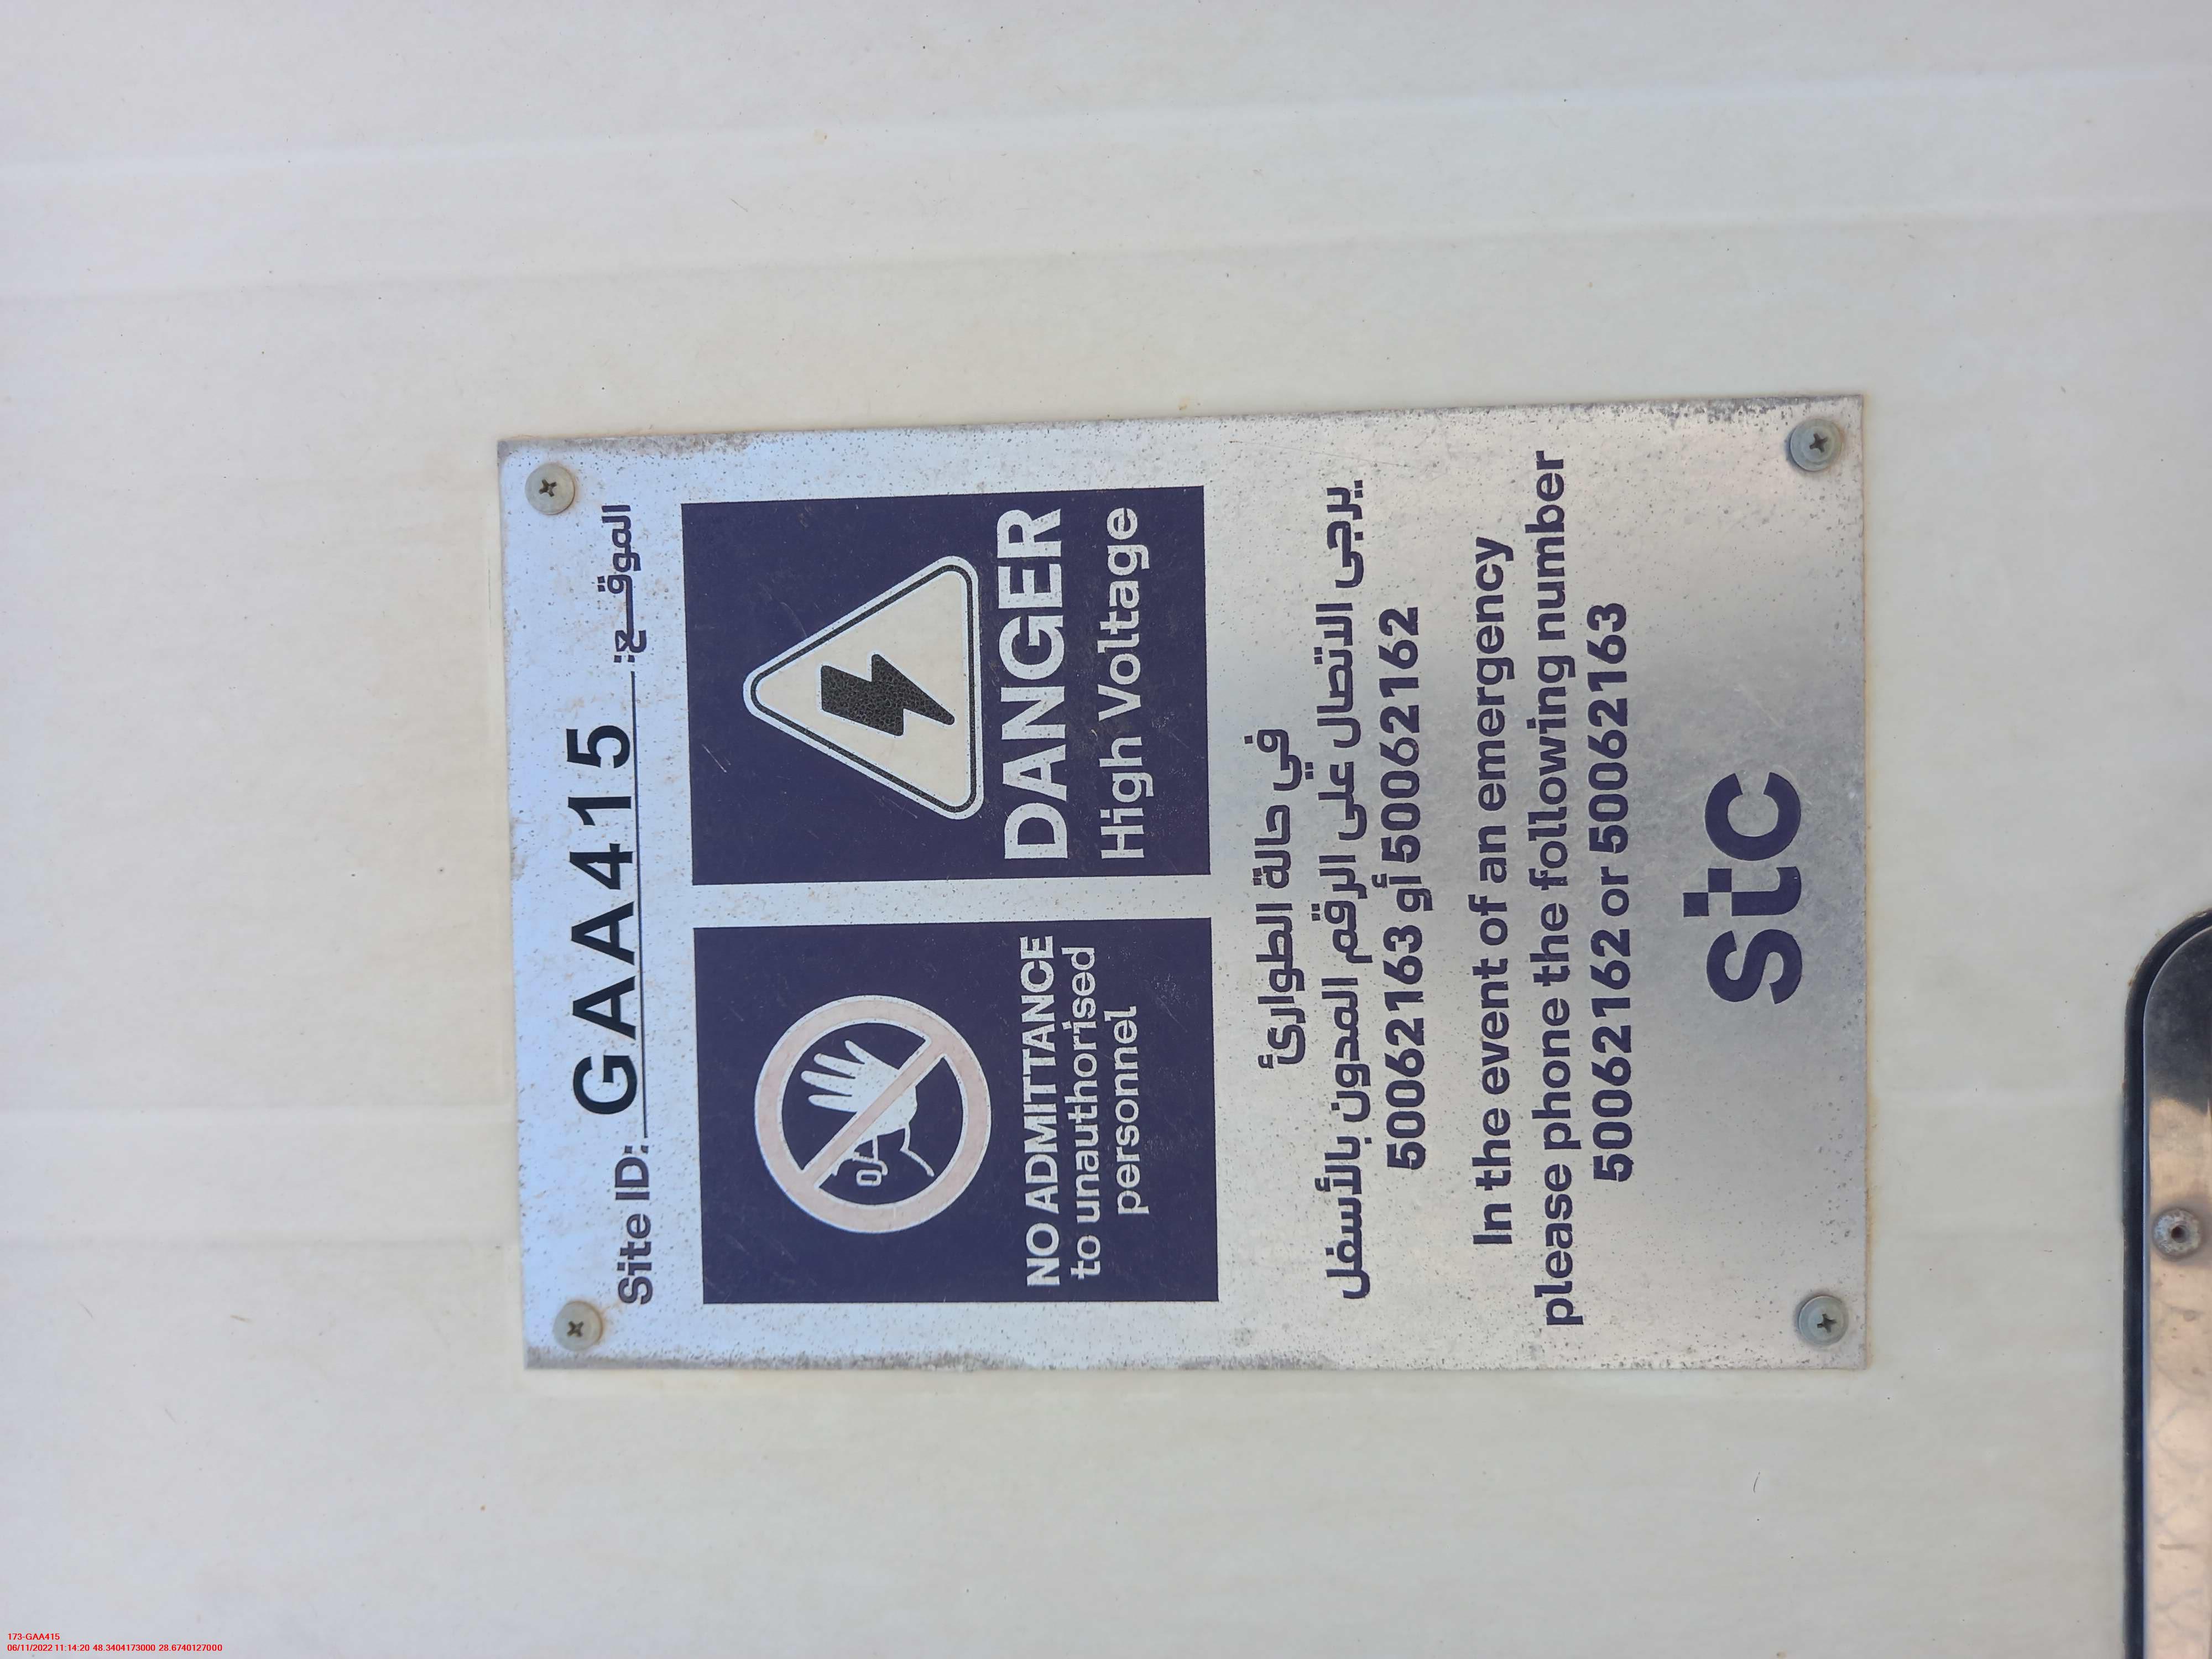 Site ID: GAA415 الموقع:
NO ADMITTANCE
to unauthorised
personnel
DANGER
High Voltage
في حالة الطوارئ
يرجى الاتصال على الرقم المدون بالأسفل
50062163 أو 50062162
In the event of an emergency
please phone the following number
50062162 or 50062163
stc
173-GAA415
06/11/2022 11:14:20 48.3404173000 28.6740127000